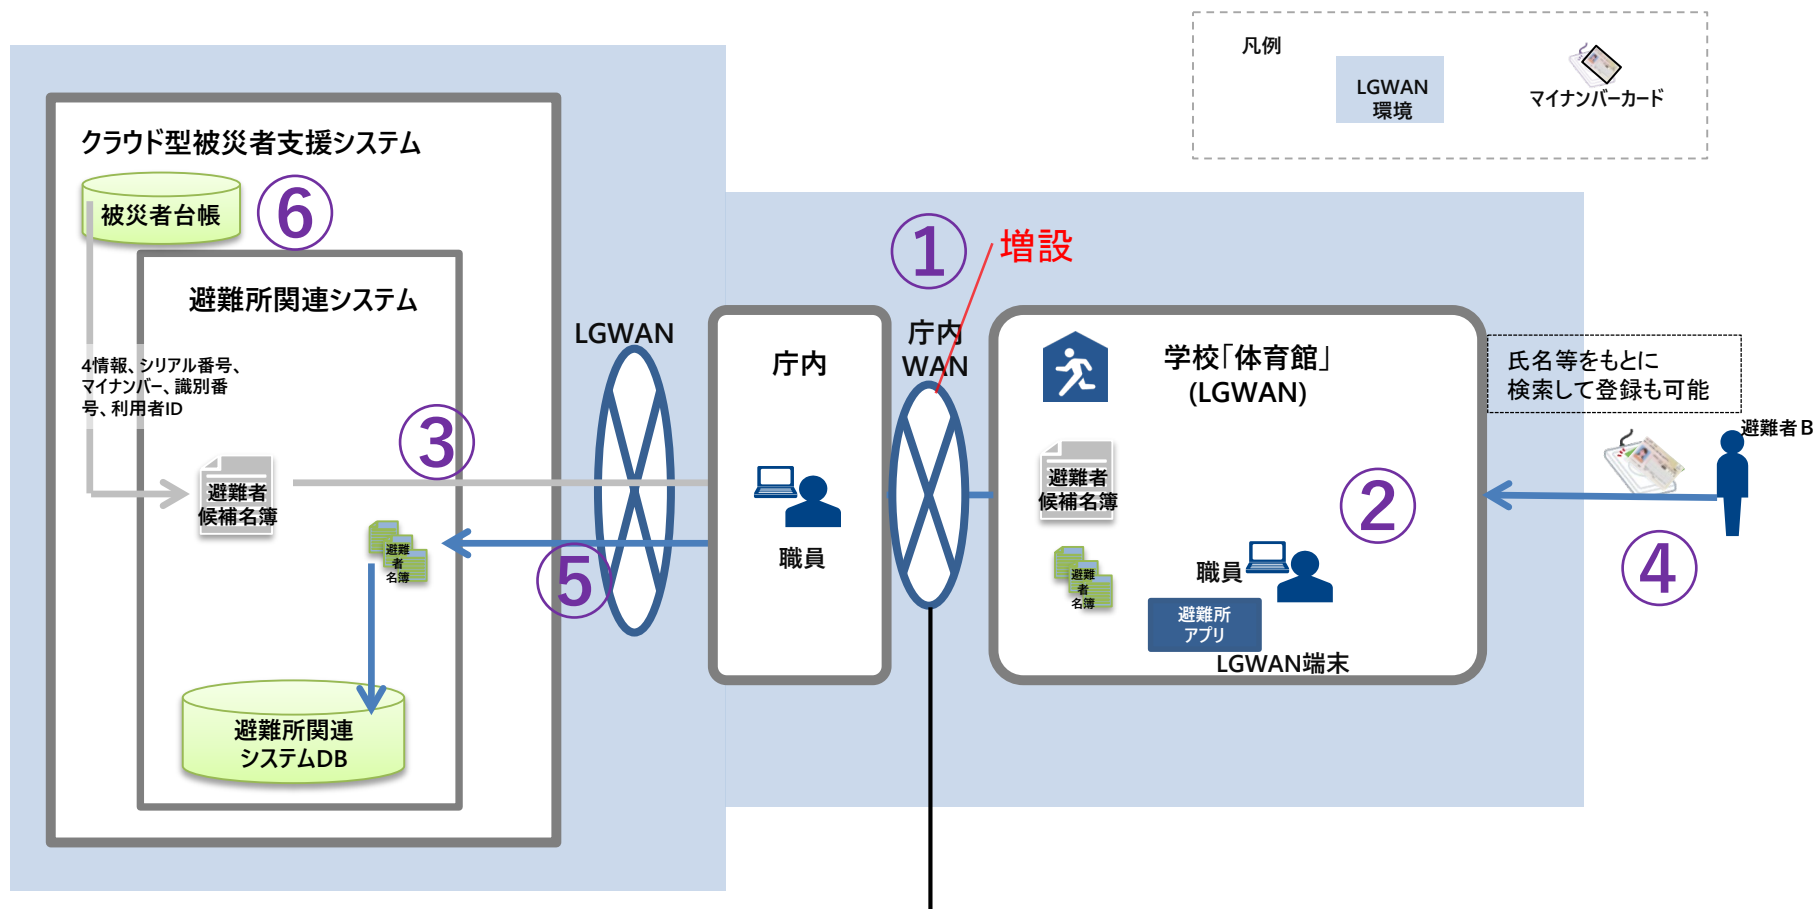 凡例
LGWAN
環境
マイナンバーカード
クラウド型被災者支援システム
被災者台帳
⑥
避難所関連システム
4情報、シリアル番号、
マイナンバー、識別番
号、利用者ID
③
避難者
候補名簿
避難
者
名簿
⑤
避難所関連
システムDB
LGWAN
庁内
職員
①
増設
庁内
WAN
学校「体育館」
(LGWAN)
避難者
候補名簿
避難
者
名簿
②
職員
避難所
アプリ
LGWAN端末
氏名等をもとに
検索して登録も可能
避難者B
④